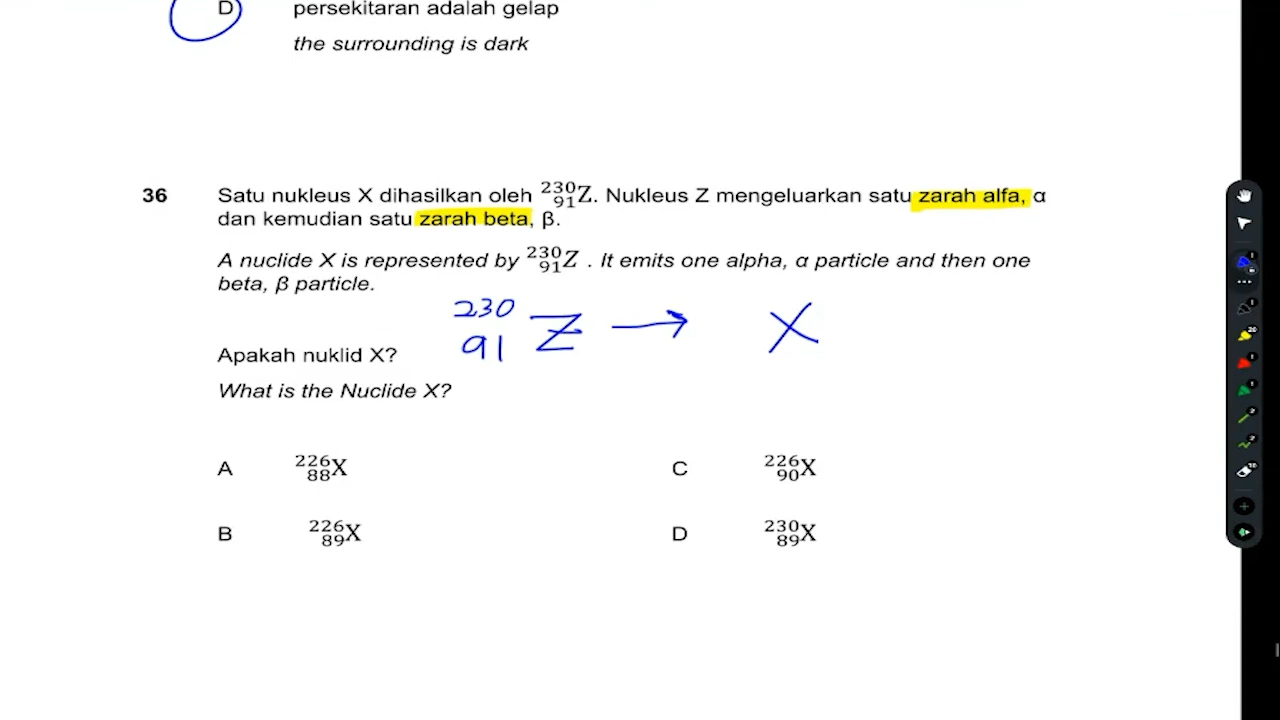 D persekitaran adalah gelap
the surrounding is dark
36 Satu nukleus X dihasilkan oleh ²³⁰₉₁Z. Nukleus Z mengeluarkan satu zarah alfa, α
dan kemudian satu zarah beta, β.
A nuclide X is represented by ²³⁰₉₁Z . It emits one alpha, α particle and then one
beta, β particle.
²³⁰₉₁Z → X
Apakah nuklid X?
What is the Nuclide X?
A ²²⁶₈₈X C ²²⁶₉₀X
B ²²⁶₈₉X D ²³⁰₈₉X